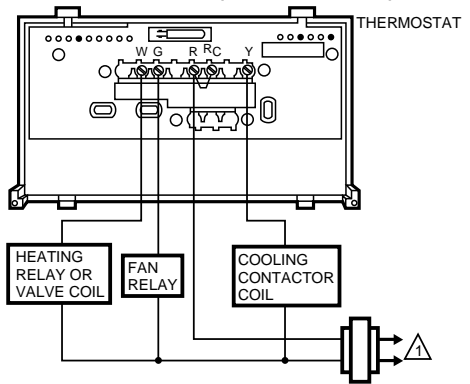 THERMOSTAT
W G R RC Y
HEATING
RELAY OR
VALVE COIL
FAN
RELAY
COOLING
CONTACTOR
COIL
1